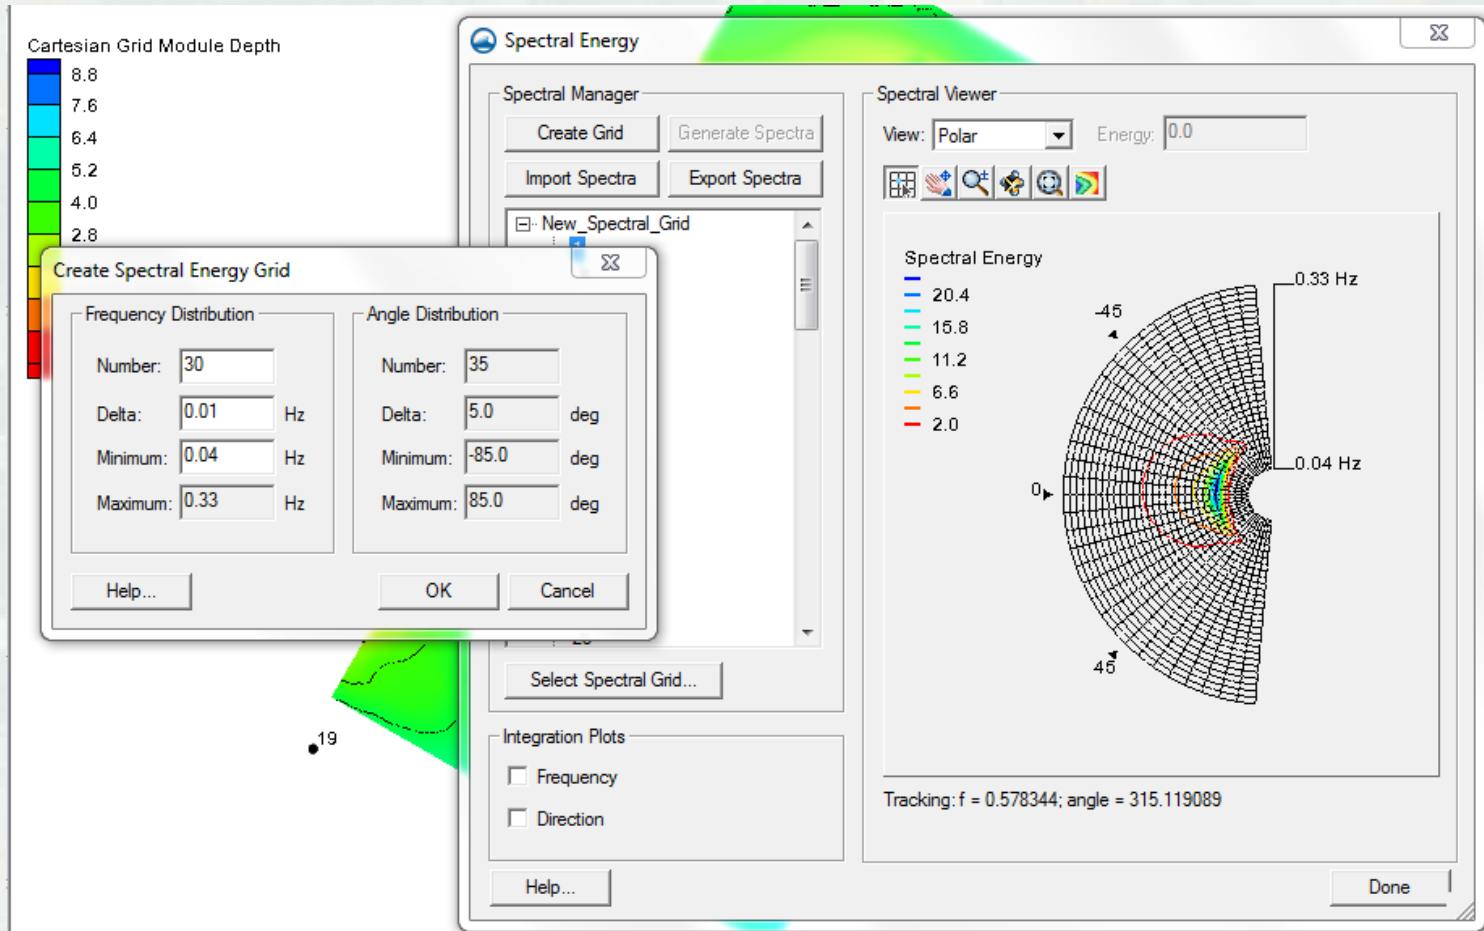 Cartesian Grid Module Depth
8.8
7.6
6.4
5.2
4.0
2.8
19
Spectral Energy
Spectral Manager
Create Grid
Generate Spectra
Import Spectra
Export Spectra
New_Spectral_Grid
Select Spectral Grid...
Integration Plots
Frequency
Direction
Help...
Create Spectral Energy Grid
Frequency Distribution
Number: 30
Delta: 0.01 Hz
Minimum: 0.04 Hz
Maximum: 0.33 Hz
Angle Distribution
Number: 35
Delta: 5.0 deg
Minimum: -85.0 deg
Maximum: 85.0 deg
Help...
OK
Cancel
Spectral Viewer
View: Polar
Energy: 0.0
Spectral Energy
20.4
15.8
11.2
6.6
2.0
-45
0
45
0.33 Hz
0.04 Hz
Tracking: f = 0.578344; angle = 315.119089
Done